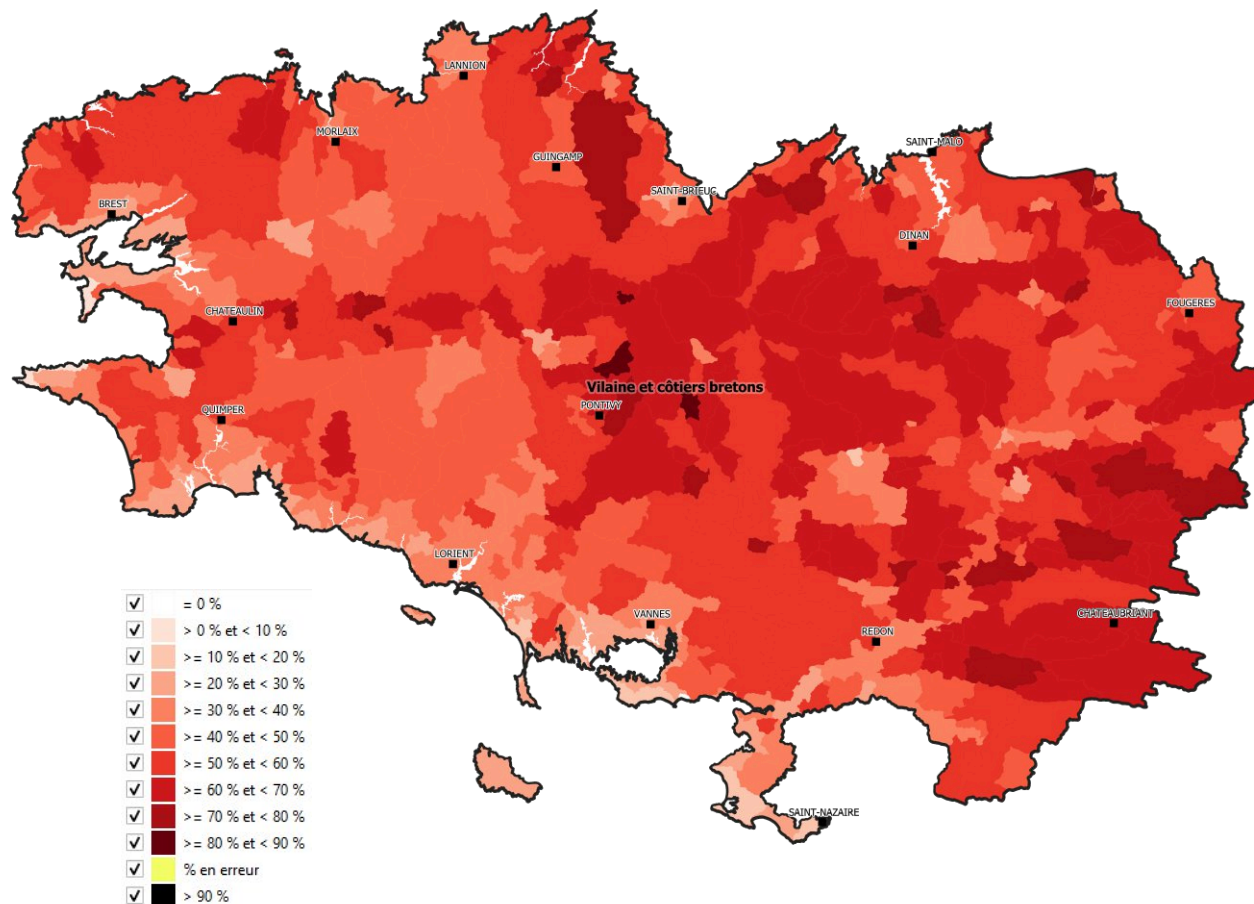 LANNION
MORLAIX
SAINT-MALO
GUINGAMP
SAINT-BRIEUC
BREST
DINAN
CHATEAULIN
FOUGERES
Vilaine et côtiers bretons
PONTIVY
QUIMPER
LORIENT
VANNES
CHATEAUBRIANT
REDON
SAINT-NAZAIRE
= 0 %
> 0 % et < 10 %
>= 10 % et < 20 %
>= 20 % et < 30 %
>= 30 % et < 40 %
>= 40 % et < 50 %
>= 50 % et < 60 %
>= 60 % et < 70 %
>= 70 % et < 80 %
>= 80 % et < 90 %
% en erreur
> 90 %